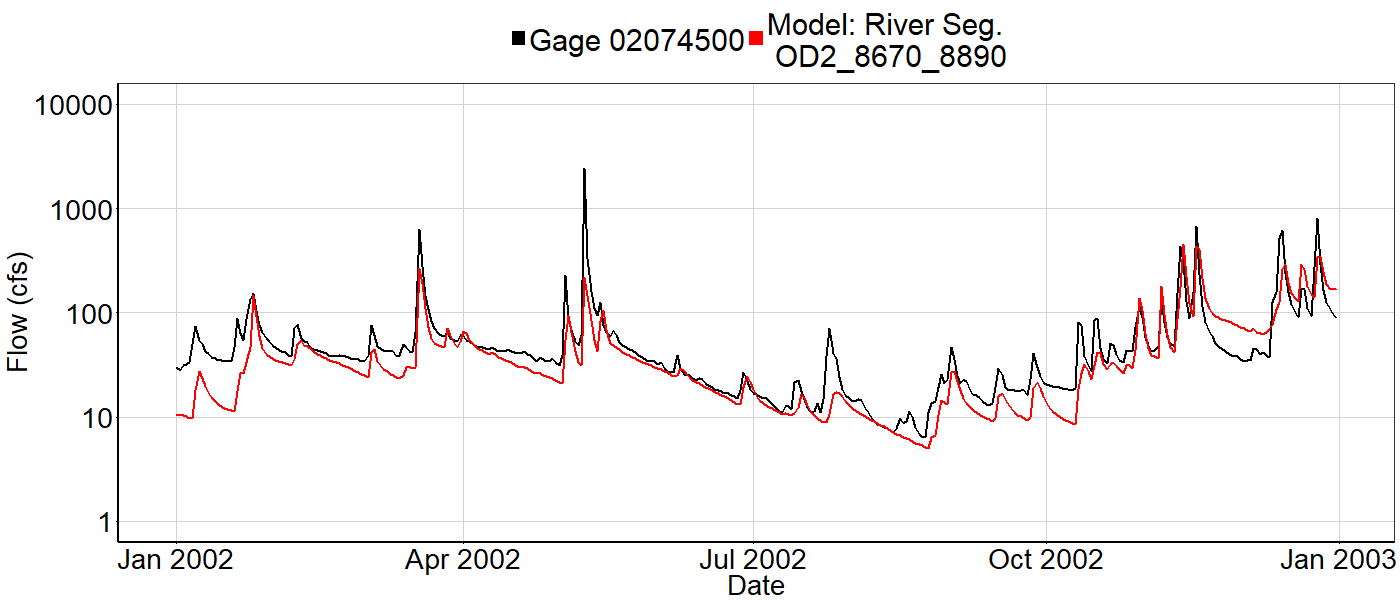 Gage 02074500
Model: River Seg.
OD2_8670_8890
Flow (cfs)
10000
1000
100
10
1
Jan 2002
Apr 2002
Jul 2002
Oct 2002
Jan 2003
Date